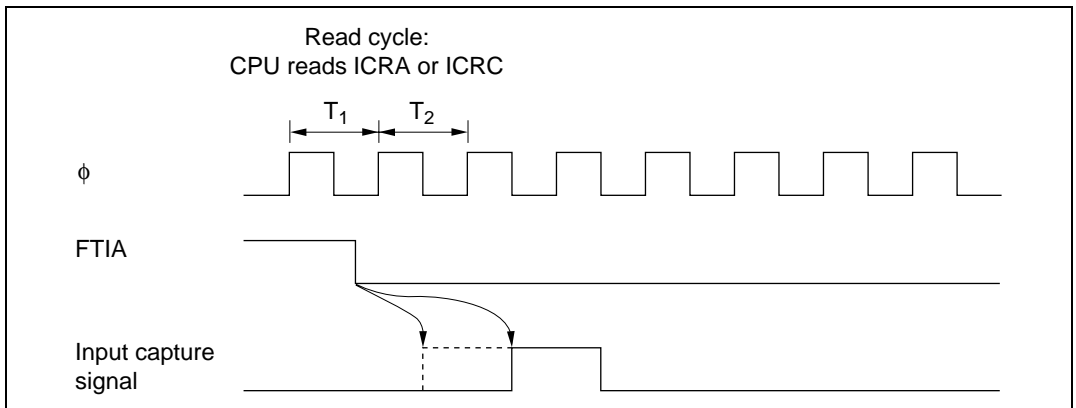 Read cycle:
CPU reads ICRA or ICRC
T1 T2
ϕ
FTIA
Input capture
signal